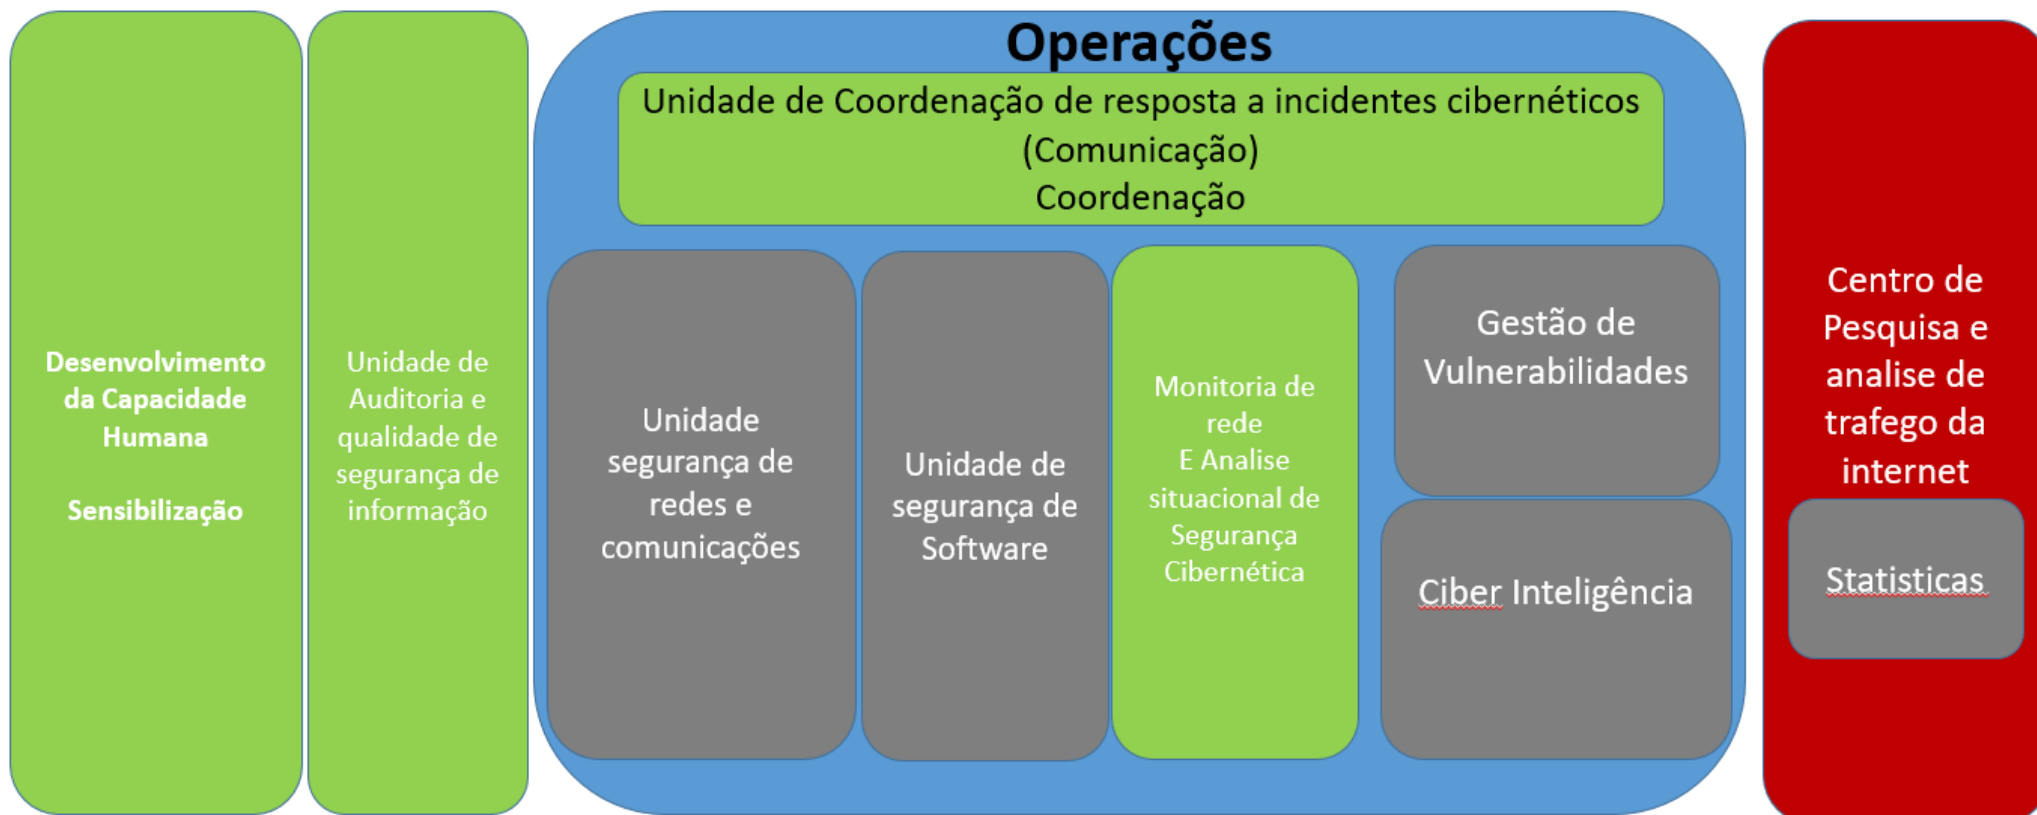 Desenvolvimento
da Capacidade
Humana
Sensibilização
Unidade de
Auditoria e
qualidade de
segurança de
informação
Operações
Unidade de Coordenação de resposta a incidentes cibernéticos
(Comunicação)
Coordenação
Unidade
segurança de
redes e
comunicações
Unidade de
segurança de
Software
Monitoria de
rede
E Analise
situacional de
Segurança
Cibernética
Gestão de
Vulnerabilidades
Ciber Inteligência
Centro de
Pesquisa e
analise de
trafego da
internet
Statisticas